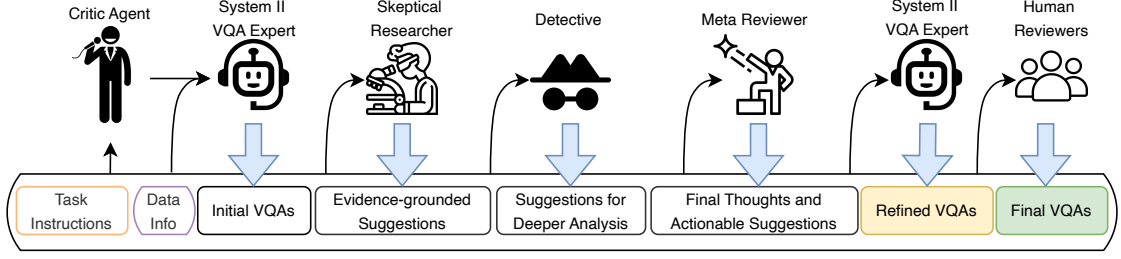 Critic Agent
System II
VQA Expert
Skeptical
Researcher
Detective
Meta Reviewer
System II
VQA Expert
Human
Reviewers
Task
Instructions
Data
Info
Initial VQAs
Evidence-grounded
Suggestions
Suggestions for
Deeper Analysis
Final Thoughts and
Actionable Suggestions
Refined VQAs
Final VQAs